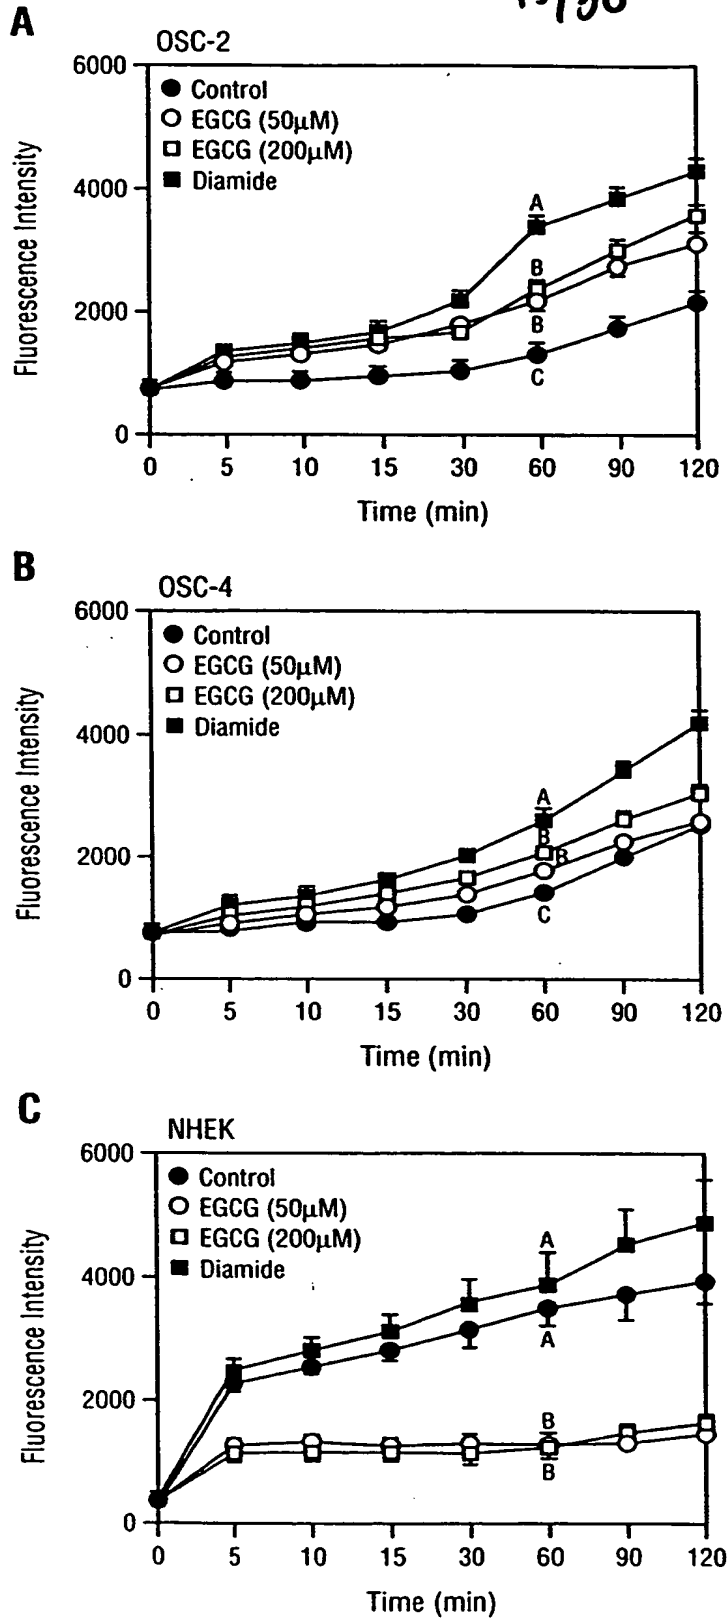 A
OSC-2
6000
4000
2000
0
Fluorescence Intensity
Control
EGCG (50μM)
EGCG (200μM)
Diamide
A
B
B
C
0 5 10 15 30 60 90 120
Time (min)
B
OSC-4
6000
4000
2000
0
Fluorescence Intensity
Control
EGCG (50μM)
EGCG (200μM)
Diamide
A
B
B
C
0 5 10 15 30 60 90 120
Time (min)
C
NHEK
6000
4000
2000
0
Fluorescence Intensity
Control
EGCG (50μM)
EGCG (200μM)
Diamide
A
A
B
B
0 5 10 15 30 60 90 120
Time (min)